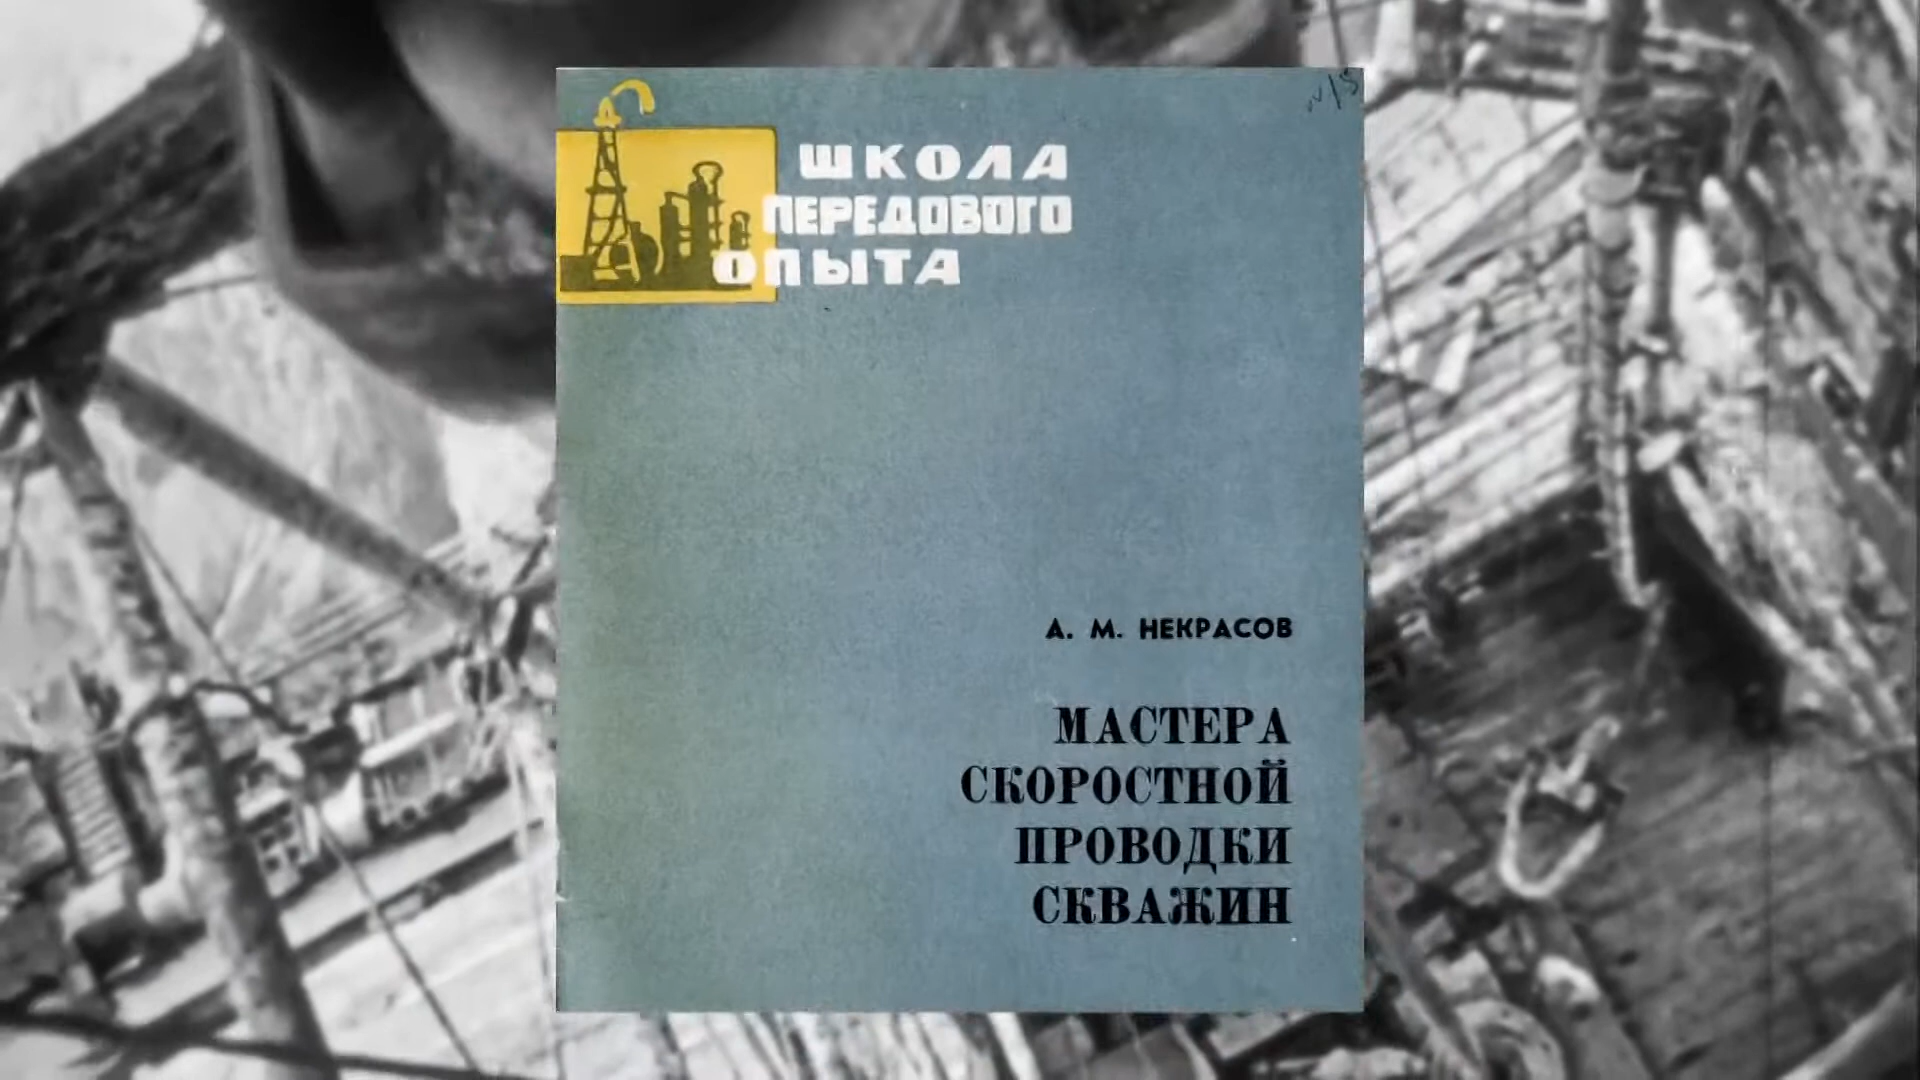 ШКОЛА
ПЕРЕДОВОГО
ОПЫТА
А. М. НЕКРАСОВ
МАСТЕРА
СКОРОСТНОЙ
ПРОВОДКИ
СКВАЖИН